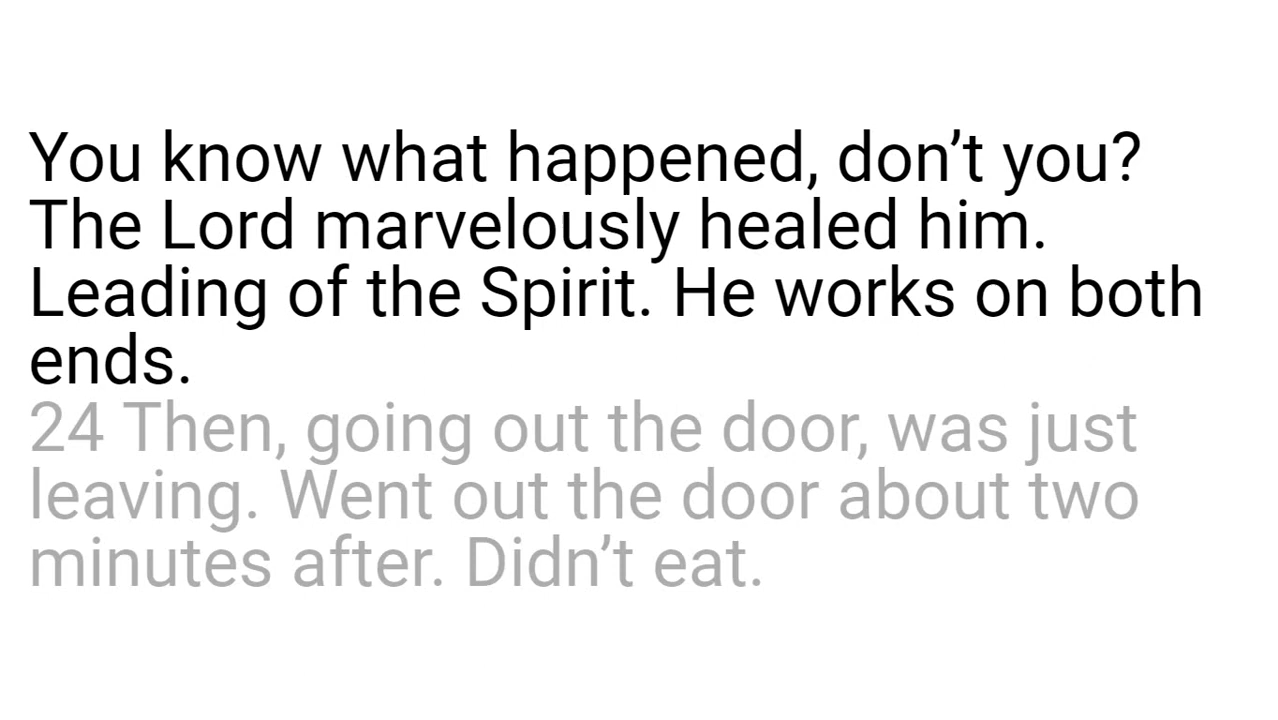 You know what happened, don’t you?
The Lord marvelously healed him.
Leading of the Spirit. He works on both
ends.
24 Then, going out the door, was just
leaving. Went out the door about two
minutes after. Didn’t eat.